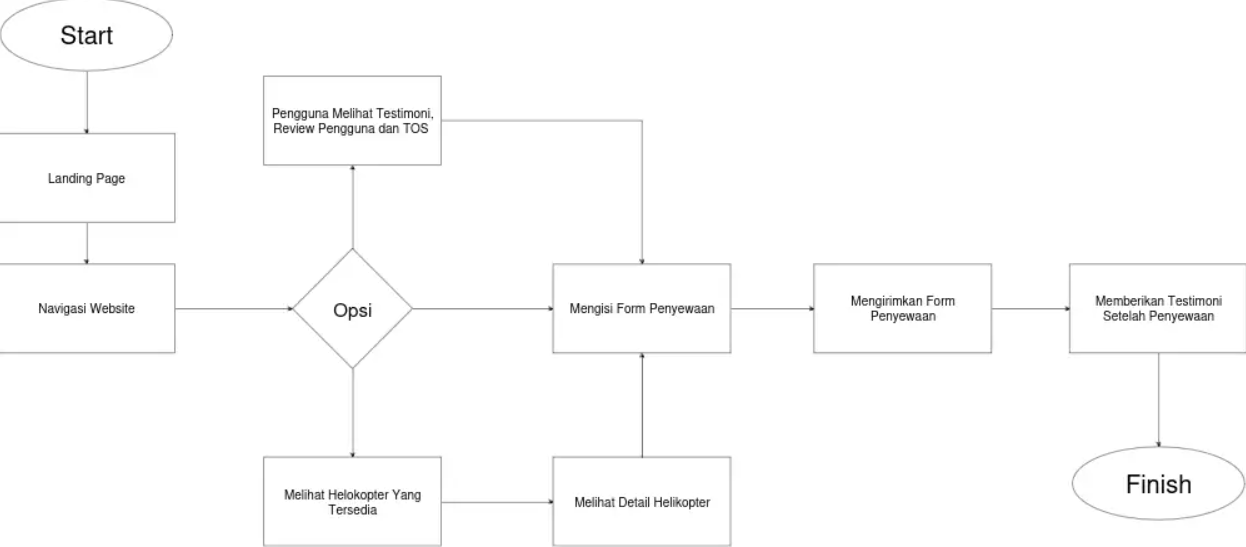 Start
Landing Page
Navigasi Website
Opsi
Pengguna Melihat Testimoni,
Review Pengguna dan TOS
Melihat Helokopter Yang
Tersedia
Melihat Detail Helikopter
Mengisi Form Penyewaan
Mengirimkan Form
Penyewaan
Memberikan Testimoni
Setelah Penyewaan
Finish